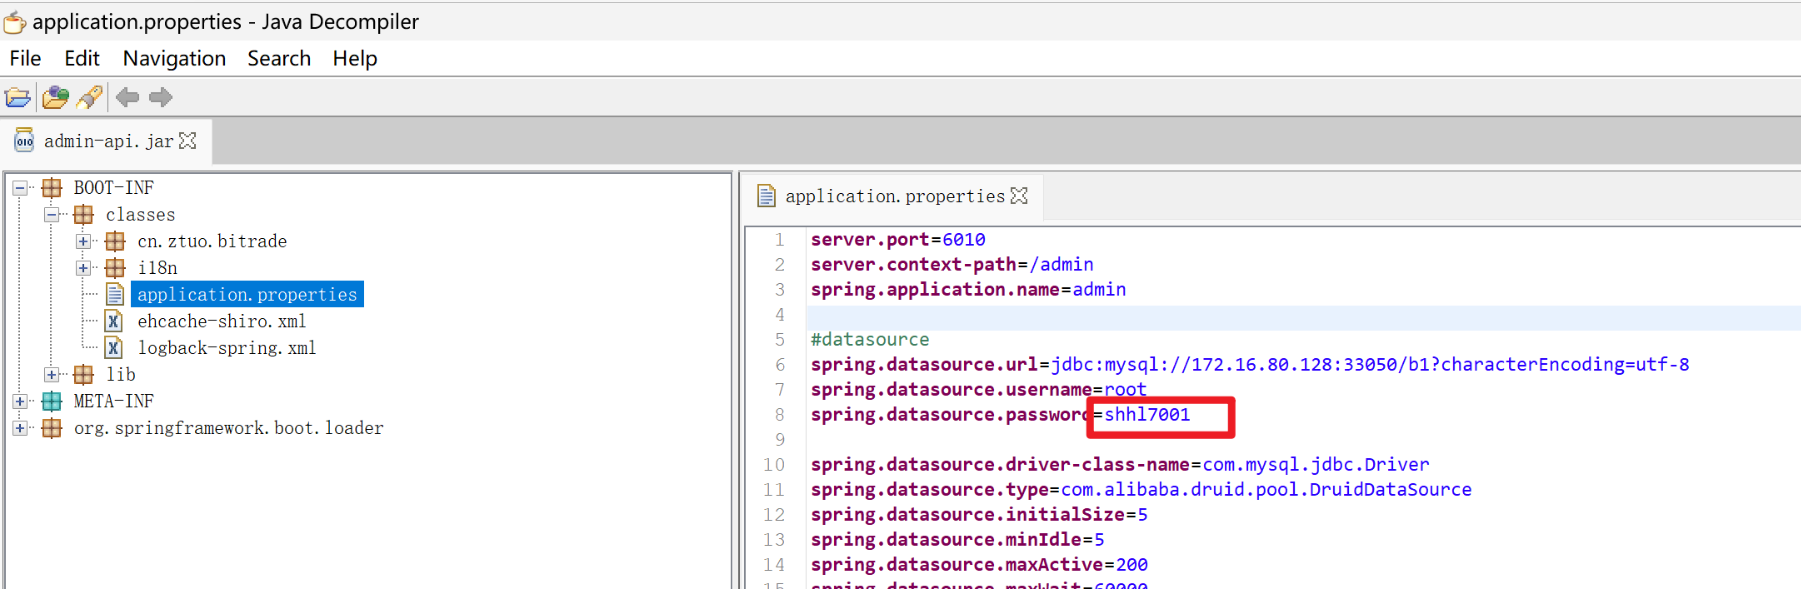 application.properties - Java Decompiler
File Edit Navigation Search Help
admin-api.jar
BOOT-INF
classes
cn.ztuo.bitrade
i18n
application.properties
ehcache-shiro.xml
logback-spring.xml
lib
META-INF
org.springframework.boot.loader
application.properties
1 server.port=6010
2 server.context-path=/admin
3 spring.application.name=admin
4
5 #datasource
6 spring.datasource.url=jdbc:mysql://172.16.80.128:33050/b1?characterEncoding=utf-8
7 spring.datasource.username=root
8 spring.datasource.password=shhl7001
9
10 spring.datasource.driver-class-name=com.mysql.jdbc.Driver
11 spring.datasource.type=com.alibaba.druid.pool.DruidDataSource
12 spring.datasource.initialSize=5
13 spring.datasource.minIdle=5
14 spring.datasource.maxActive=200
15 spring.datasource.maxWait=60000